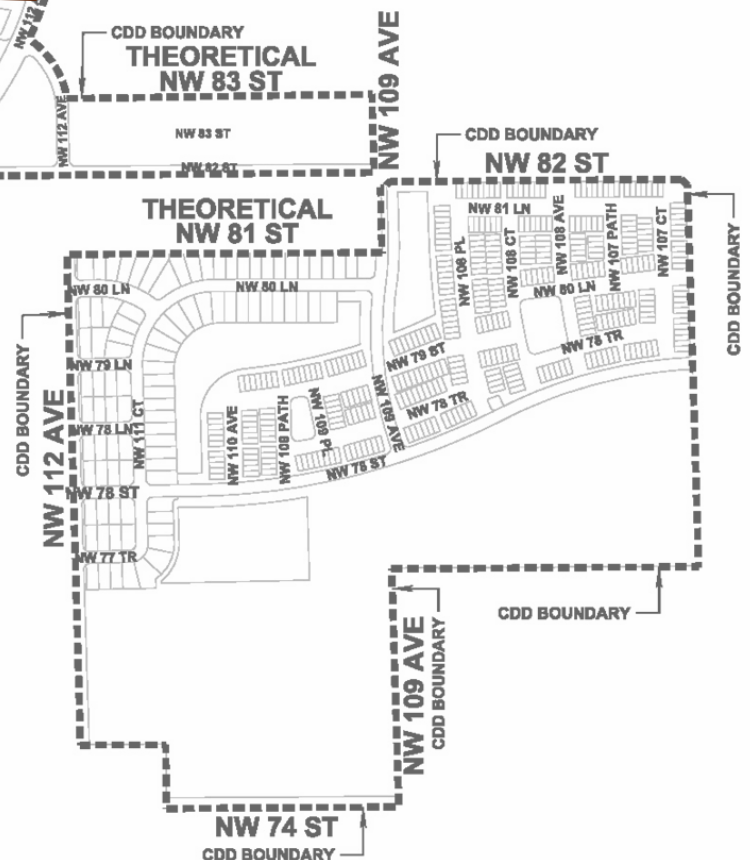 NW 112
CDD BOUNDARY
THEORETICAL
NW 83 ST
NW 109 AVE
NW 112 AVE
NW 83 ST
NW 82 ST
CDD BOUNDARY
NW 82 ST
THEORETICAL
NW 81 ST
NW 81 LN
NW 108 PL
NW 108 CT
NW 108 AVE
NW 107 PATH
NW 107 CT
CDD BOUNDARY
NW 80 LN
NW 80 LN
NW 80 LN
CDD BOUNDARY
NW 79 LN
NW 79 ST
NW 78 TR
NW 112 AVE
NW 78 LN
NW 111 CT
NW 110 AVE
NW 109 PATH
NW 109 PL
NW 109 AVE
NW 78 TR
NW 78 ST
NW 78 ST
NW 77 TR
CDD BOUNDARY
NW 109 AVE
CDD BOUNDARY
NW 74 ST
CDD BOUNDARY